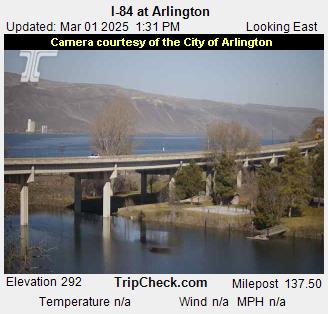 I-84 at Arlington
Updated: Mar 01 2025 1:31 PM Looking East
Camera courtesy of the City of Arlington
Elevation 292 TripCheck.com Milepost 137.50
Temperature n/a Wind n/a MPH n/a